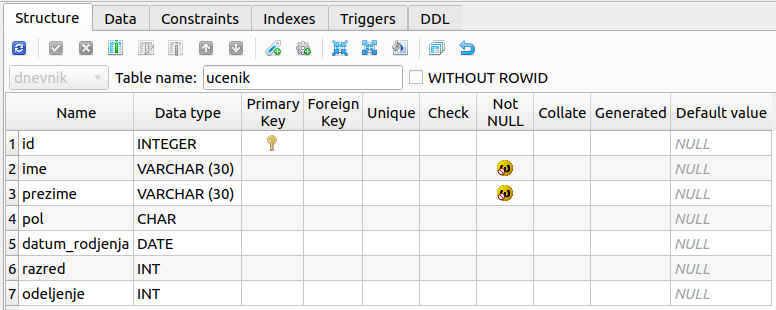 Structure Data Constraints Indexes Triggers DDL
dnevnik Table name: ucenik WITHOUT ROWID
Name Data type Primary Key Foreign Key Unique Check Not NULL Collate Generated Default value
1 id INTEGER NULL
2 ime VARCHAR (30) NULL
3 prezime VARCHAR (30) NULL
4 pol CHAR NULL
5 datum_rodjenja DATE NULL
6 razred INT NULL
7 odeljenje INT NULL